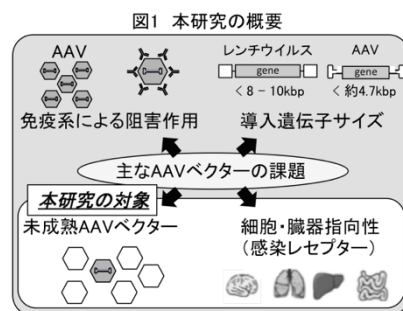 図1 本研究の概要
AAV
レンチウイルス AAV
gene gene
< 8 – 10kbp < 約4.7kbp
免疫系による阻害作用 導入遺伝子サイズ
主なAAVベクターの課題
本研究の対象
未成熟AAVベクター 細胞・臓器指向性
(感染レセプター)